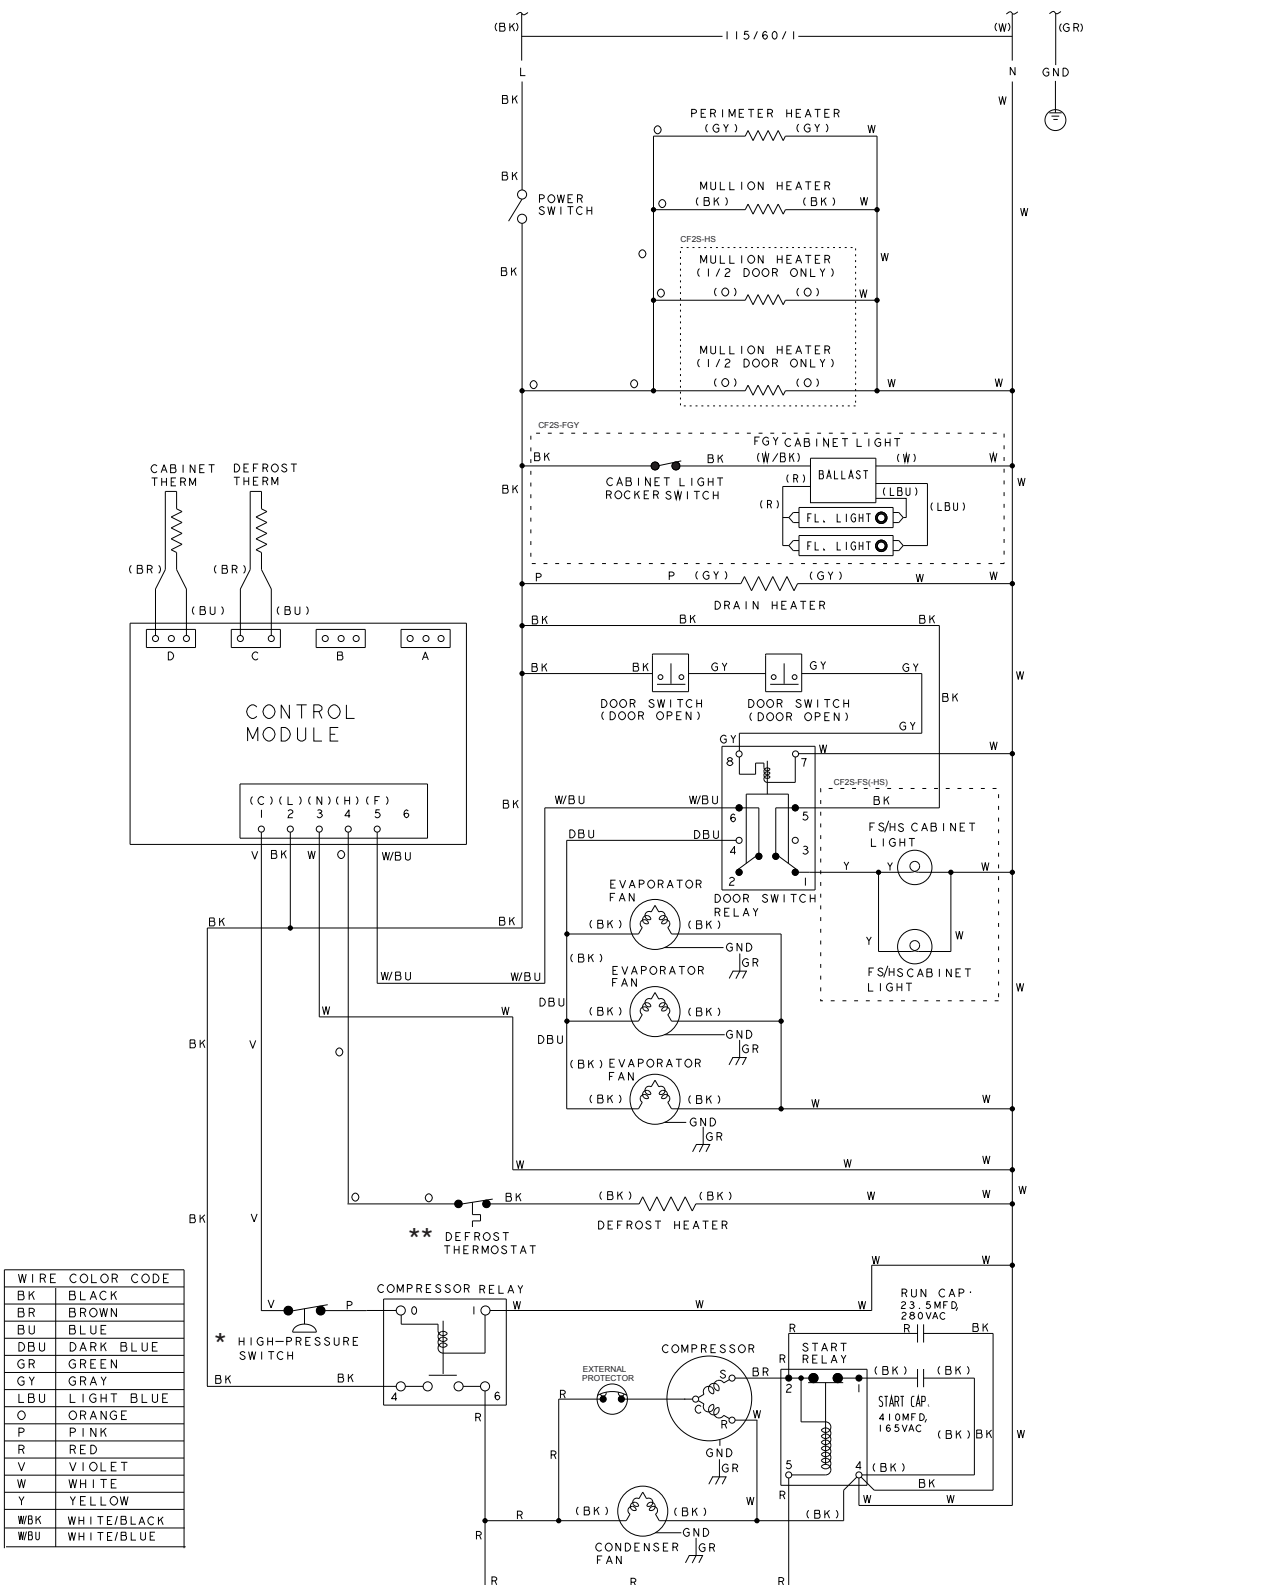 (BK)
115/60/1
(W)
(GR)
L
N
GND
BK
W
PERIMETER HEATER
O
(GY)
(GY)
W
BK
POWER
SWITCH
MULLION HEATER
O
(BK)
(BK)
W
W
CF2S-HS
BK
O
W
MULLION HEATER
(1/2 DOOR ONLY)
O
(O)
(O)
W
MULLION HEATER
(1/2 DOOR ONLY)
O
O
(O)
(O)
W
W
CF2S-FGY
FGY CABINET LIGHT
BK
BK
(W/BK)
(W)
W
CABINET LIGHT
ROCKER SWITCH
BALLAST
(R)
(R)
(LBU)
(LBU)
FL. LIGHT
FL. LIGHT
BK
W
P
P
(GY)
(GY)
W
W
DRAIN HEATER
CABINET
THERM
DEFROST
THERM
(BR)
(BR)
(BU)
(BU)
D
C
B
A
CONTROL
MODULE
(C) (L) (N) (H) (F)
1 2 3 4 5 6
V
BK
W
O
W/BU
BK
BK
BK
BK
BK
GY
GY
GY
DOOR SWITCH
(DOOR OPEN)
DOOR SWITCH
(DOOR OPEN)
BK
W
GY
GY
W
W
8
7
6
5
4
3
2
1
BK
W/BU
W/BU
DBU
DBU
DOOR SWITCH
RELAY
CF2S-FS(-HS)
BK
FS/HS CABINET
LIGHT
Y
Y
W
Y
W
FS/HS CABINET
LIGHT
W
EVAPORATOR
FAN
(BK)
(BK)
GND
GR
(BK)
EVAPORATOR
FAN
DBU
(BK)
(BK)
GND
GR
DBU
(BK)
EVAPORATOR
FAN
(BK)
(BK)
GND
GR
W
W
BK
BK
W/BU
W/BU
W
W
BK
V
O
W
W
W
W
O
O
BK
(BK)
(BK)
W
W
DEFROST HEATER
** DEFROST
THERMOSTAT
BK
V
W
W
WIRE COLOR CODE
BK BLACK
BR BROWN
BU BLUE
DBU DARK BLUE
GR GREEN
GY GRAY
LBU LIGHT BLUE
O ORANGE
P PINK
R RED
V VIOLET
W WHITE
Y YELLOW
W/BK WHITE/BLACK
W/BU WHITE/BLUE
COMPRESSOR RELAY
V
P
0
1
W
W
W
* HIGH-PRESSURE
SWITCH
BK
BK
4
6
R
RUN CAP.
23.5MFD,
280VAC
R
R
BK
COMPRESSOR
START
RELAY
EXTERNAL
PROTECTOR
R
S
C
R
BR
R
2
1
(BK)
(BK)
START CAP.
410MFD,
165VAC
W
GND
GR
(BK)
BK
W
R
5
4
(BK)
BK
R
W
W
R
(BK)
(BK)
W
(BK)
GND
GR
CONDENSER
FAN
R
R
R
R